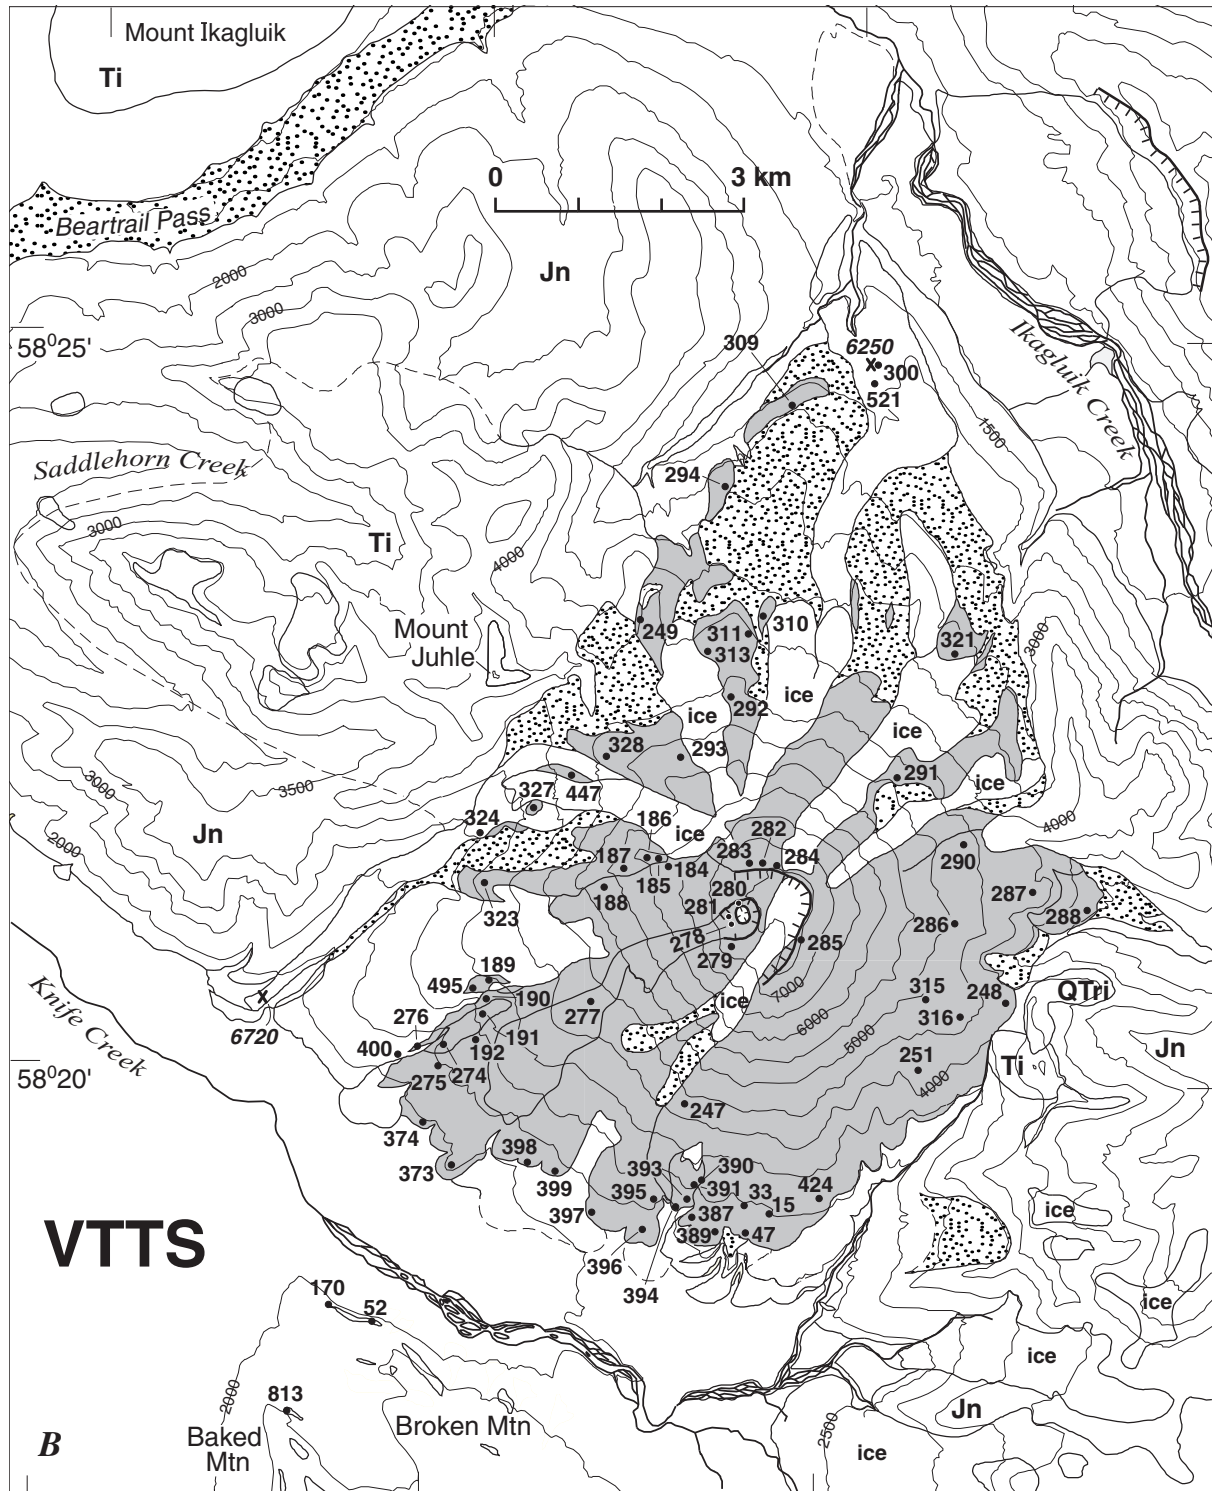 Mount Ikagluik
Ti
0
3 km
Beartrail Pass
2000
Jn
3000
58⁰25'
309
6250
x
300
521
Ikagluik Creek
1500
Saddlehorn Creek
294
3000
Ti
4000
Mount
Juhle
249
311
313
310
321
3000
ice
292
ice
ice
328
293
291
ice
3000
3500
327
447
324
186
ice
282
4000
Jn
2000
187
283
284
290
184
185
280
287
188
281
323
288
286
278
285
279
189
7000
QTri
495
190
ice
315
248
Knife Creek
x
6720
276
277
6000
316
191
5000
Jn
400
192
251
Ti
58⁰20'
275
274
4000
247
374
398
393
390
373
399
395
391
33
424
15
397
387
ice
VTTS
389
47
396
394
170
52
ice
ice
813
2000
Broken Mtn
Jn
B
Baked
Mtn
2500
ice